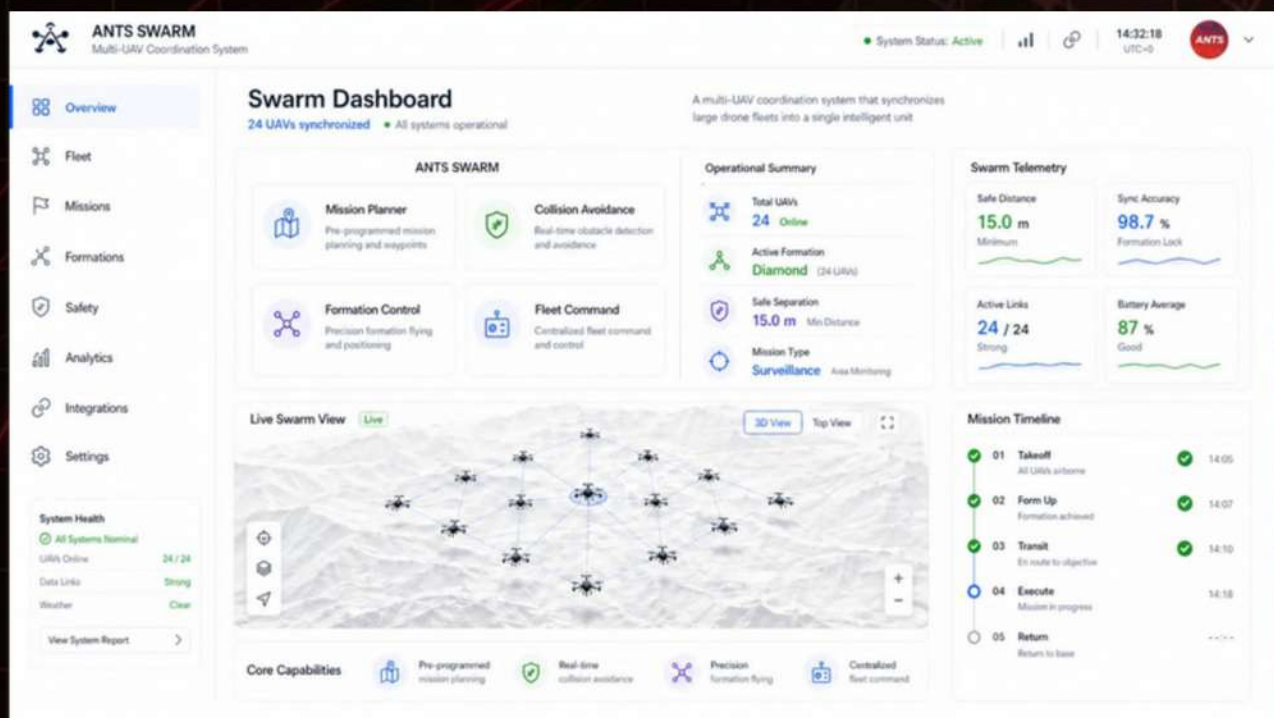 ANTS SWARM
Multi-UAV Coordination System
System Status: Active
14:32:18
UTC+0
ANTS
Overview
Fleet
Missions
Formations
Safety
Analytics
Integrations
Settings
System Health
All Systems Nominal
UAVs Online 24 / 24
Data Links Strong
Weather Clear
View System Report
Swarm Dashboard
24 UAVs synchronized All systems operational
A multi-UAV coordination system that synchronizes
large drone fleets into a single intelligent unit
ANTS SWARM
Mission Planner
Pre-programmed mission
planning and waypoints
Collision Avoidance
Real-time obstacle detection
and avoidance
Formation Control
Precision formation flying
and positioning
Fleet Command
Centralized fleet command
and control
Operational Summary
Total UAVs
24 Online
Active Formation
Diamond (24 UAVs)
Safe Separation
15.0 m Min Distance
Mission Type
Surveillance Area Monitoring
Swarm Telemetry
Safe Distance
15.0 m
Minimum
Sync Accuracy
98.7 %
Formation Lock
Active Links
24 / 24
Strong
Battery Average
87 %
Good
Live Swarm View Live
3D View Top View
Mission Timeline
01 Takeoff 14:05
All UAVs airborne
02 Form Up 14:07
Formation achieved
03 Transit 14:10
En route to objective
04 Execute 14:18
Mission in progress
05 Return --:--
Return to base
Core Capabilities
Pre-programmed
mission planning
Real-time
collision avoidance
Precision
formation flying
Centralized
fleet command